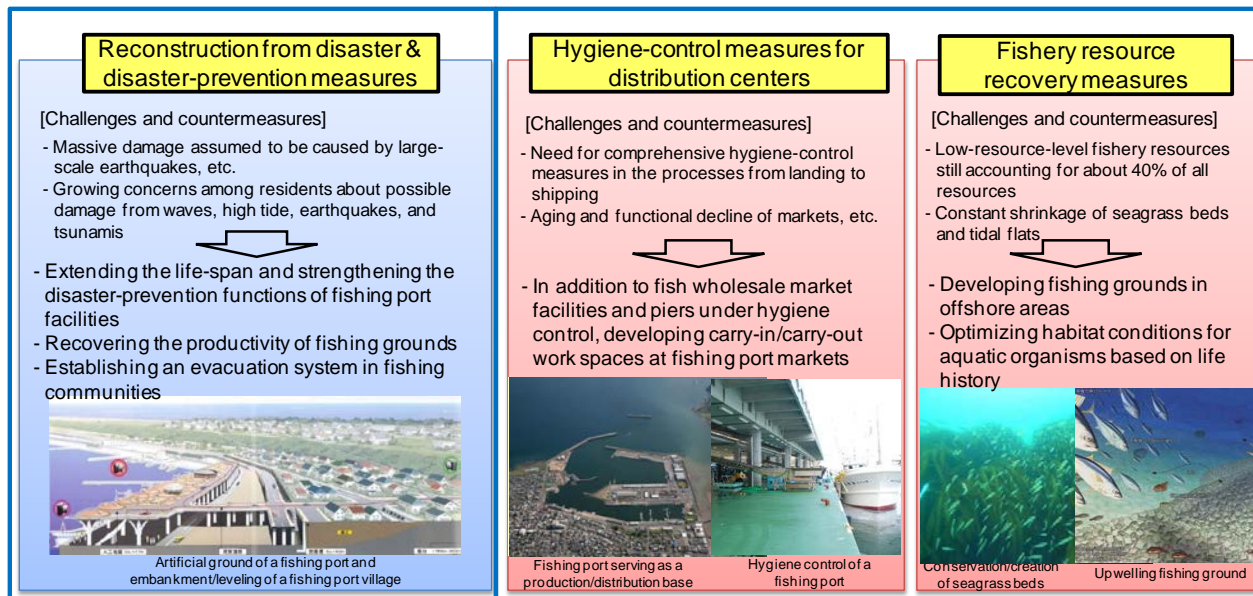 Reconstruction from disaster &
disaster-prevention measures
[Challenges and countermeasures]
- Massive damage assumed to be caused by large-
scale earthquakes, etc.
- Growing concerns among residents about possible
damage from waves, high tide, earthquakes, and
tsunamis
- Extending the life-span and strengthening the
disaster-prevention functions of fishing port
facilities
- Recovering the productivity of fishing grounds
- Establishing an evacuation system in fishing
communities
Artificial ground of a fishing port and
embankment/leveling of a fishing port village
Hygiene-control measures for
distribution centers
[Challenges and countermeasures]
- Need for comprehensive hygiene-control
measures in the processes from landing to
shipping
- Aging and functional decline of markets, etc.
- In addition to fish wholesale market
facilities and piers under hygiene
control, developing carry-in/carry-out
work spaces at fishing port markets
Fishing port serving as a
production/distribution base
Hygiene control of a
fishing port
Fishery resource
recovery measures
[Challenges and countermeasures]
- Low-resource-level fishery resources
still accounting for about 40% of all
resources
- Constant shrinkage of seagrass beds
and tidal flats
- Developing fishing grounds in
offshore areas
- Optimizing habitat conditions for
aquatic organisms based on life
history
Conservation/creation
of seagrass beds
Upwelling fishing ground